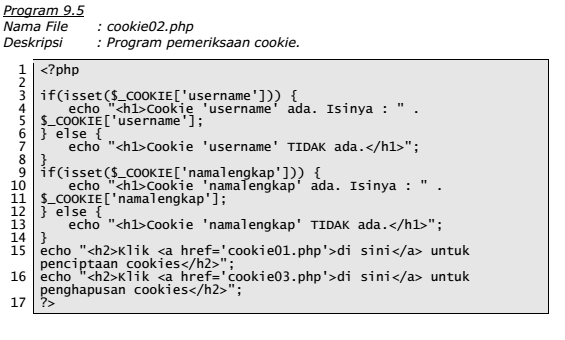 Program 9.5
Nama File : cookie02.php
Deskripsi : Program pemeriksaan cookie.
1 <?php
2
3 if(isset($_COOKIE['username'])) {
4 echo "<h1>Cookie 'username' ada. Isinya : " .
5 $_COOKIE['username'];
6 } else {
7 echo "<h1>Cookie 'username' TIDAK ada.</h1>";
8 }
9 if(isset($_COOKIE['namalengkap'])) {
10 echo "<h1>Cookie 'namalengkap' ada. Isinya : " .
11 $_COOKIE['namalengkap'];
12 } else {
13 echo "<h1>Cookie 'namalengkap' TIDAK ada.</h1>";
14 }
15 echo "<h2>Klik <a href='cookie01.php'>di sini</a> untuk
penciptaan cookies</h2>";
16 echo "<h2>Klik <a href='cookie03.php'>di sini</a> untuk
penghapusan cookies</h2>";
17 ?>